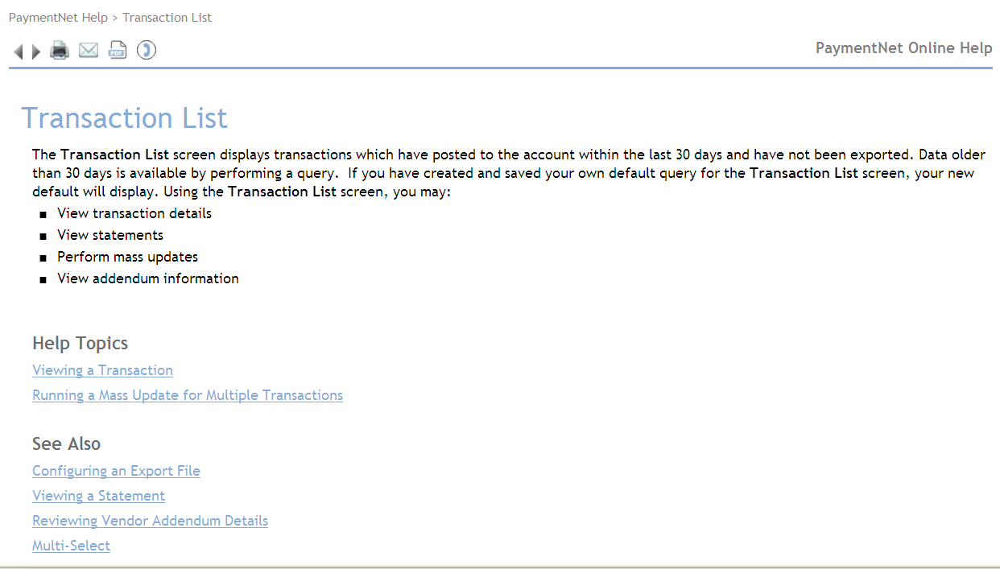 PaymentNet Help > Transaction List
PDF
PaymentNet Online Help
Transaction List
The Transaction List screen displays transactions which have posted to the account within the last 30 days and have not been exported. Data older
than 30 days is available by performing a query.  If you have created and saved your own default query for the Transaction List screen, your new
default will display. Using the Transaction List screen, you may:
■ View transaction details
■ View statements
■ Perform mass updates
■ View addendum information
Help Topics
Viewing a Transaction
Running a Mass Update for Multiple Transactions
See Also
Configuring an Export File
Viewing a Statement
Reviewing Vendor Addendum Details
Multi-Select